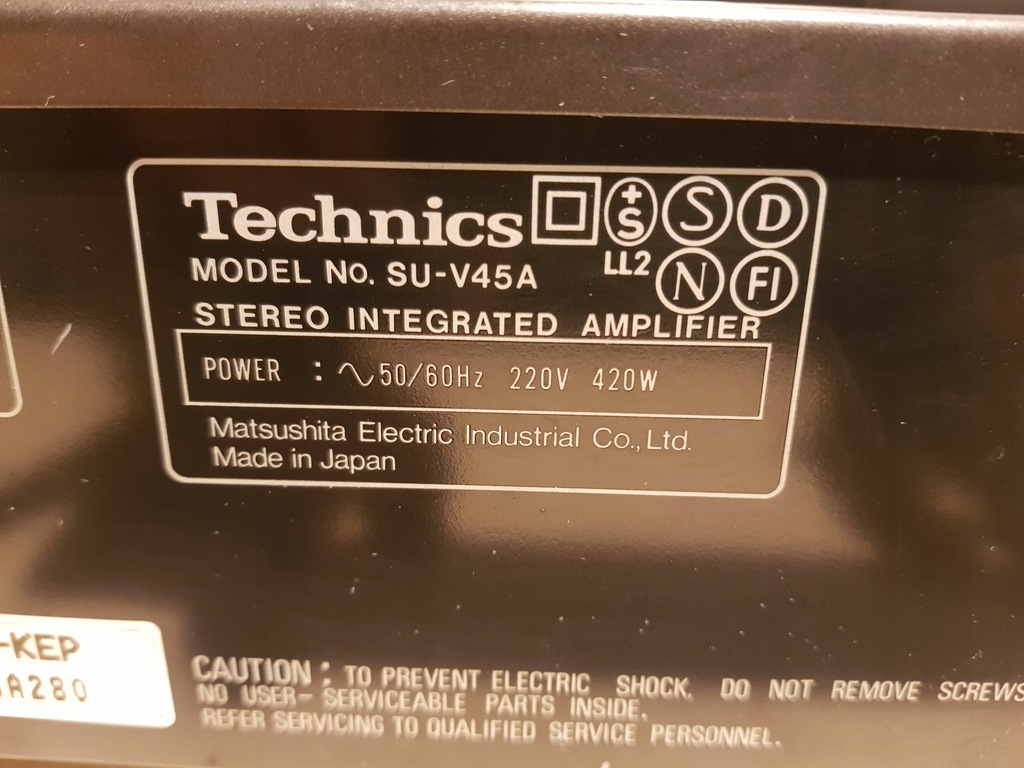 Technics
+S S D
MODEL No. SU-V45A LL2 N FI
STEREO INTEGRATED AMPLIFIER
POWER : ∿50/60Hz 220V 420W
Matsushita Electric Industrial Co., Ltd.
Made in Japan
-KEP
A280
CAUTION : TO PREVENT ELECTRIC SHOCK, DO NOT REMOVE SCREWS
NO USER- SERVICEABLE PARTS INSIDE.
REFER SERVICING TO QUALIFIED SERVICE PERSONNEL.